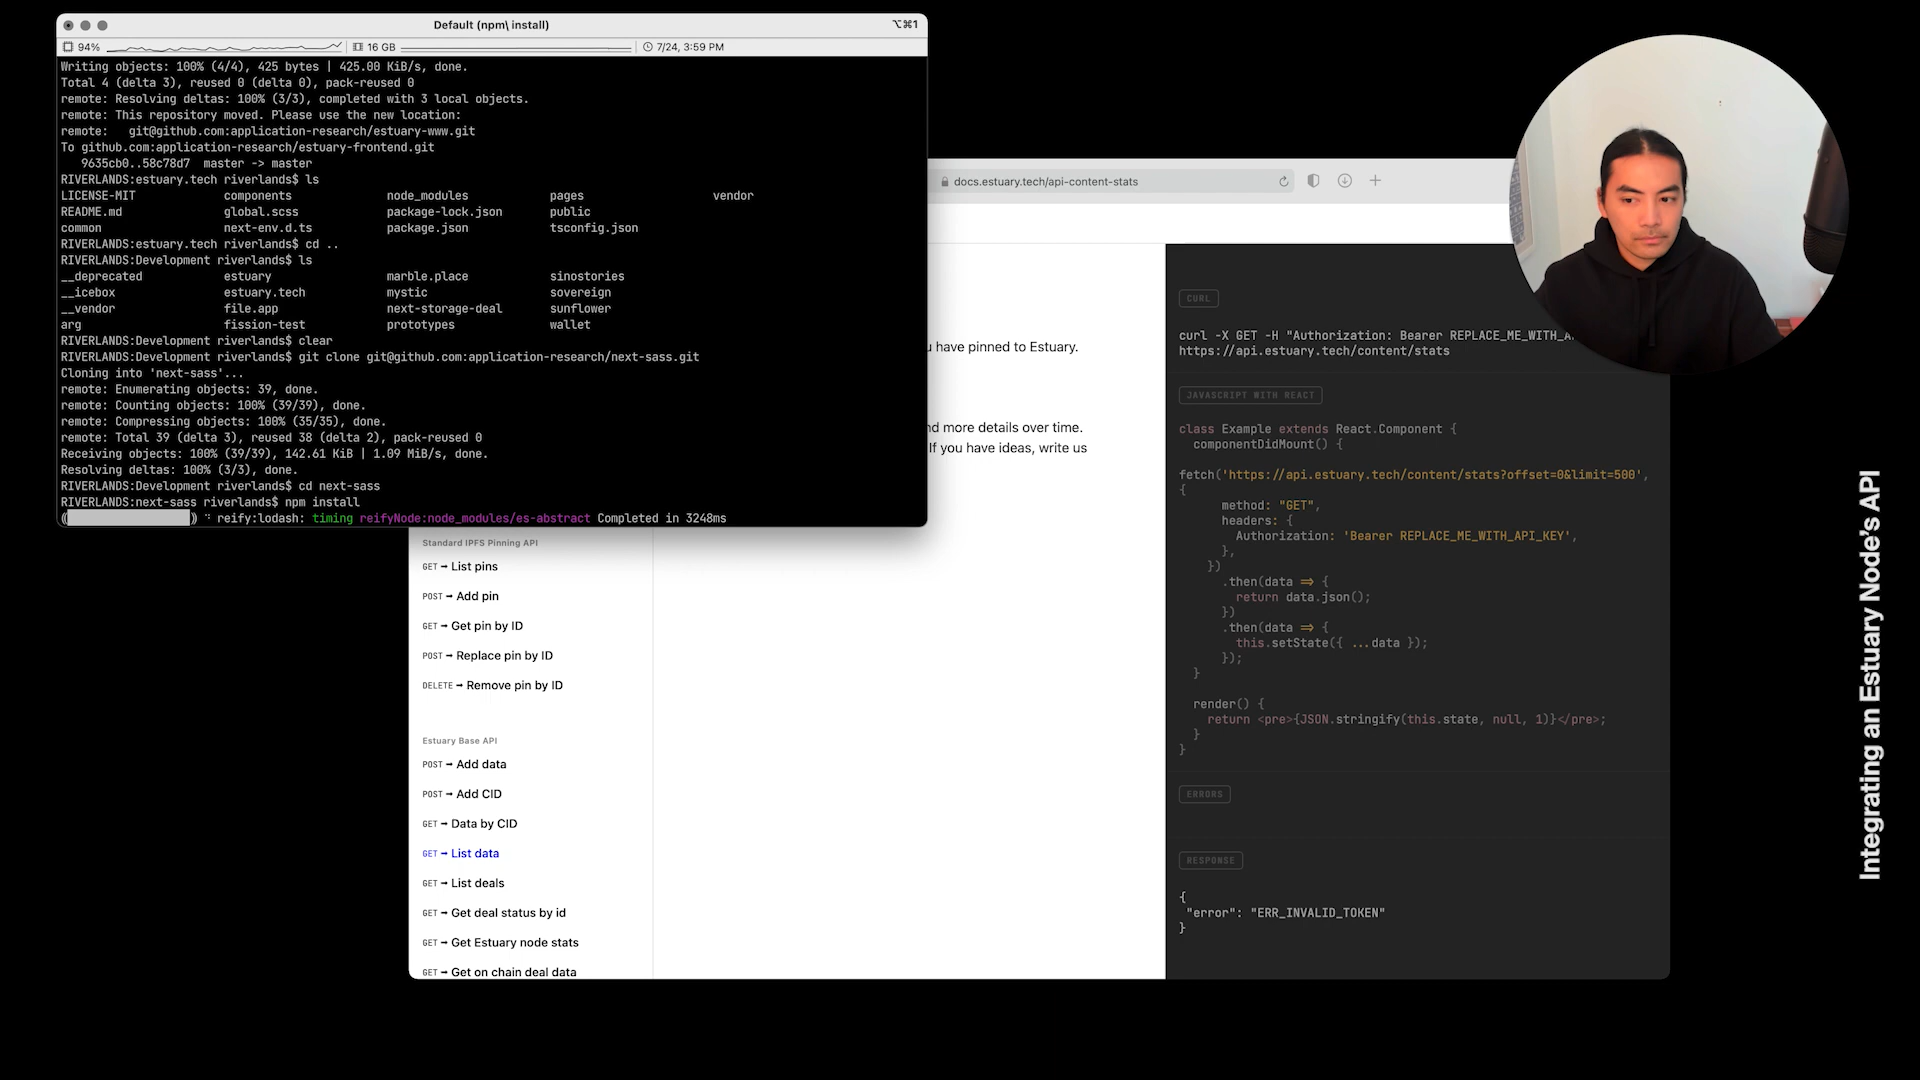 Default (npm\ install)
⌥⌘1
94%
16 GB
7/24, 3:59 PM
Writing objects: 100% (4/4), 425 bytes | 425.00 KiB/s, done.
Total 4 (delta 3), reused 0 (delta 0), pack-reused 0
remote: Resolving deltas: 100% (3/3), completed with 3 local objects.
remote: This repository moved. Please use the new location:
remote:   git@github.com:application-research/estuary-www.git
To github.com:application-research/estuary-frontend.git
   9635cb0..58c78d7  master -> master
RIVERLANDS:estuary.tech riverlands$ ls
LICENSE-MIT components node_modules pages vendor
README.md global.scss package-lock.json public
common next-env.d.ts package.json tsconfig.json
RIVERLANDS:estuary.tech riverlands$ cd ..
RIVERLANDS:Development riverlands$ ls
__deprecated estuary marble.place sinostories
__icebox estuary.tech mystic sovereign
__vendor file.app next-storage-deal sunflower
arg fission-test prototypes wallet
RIVERLANDS:Development riverlands$ clear
RIVERLANDS:Development riverlands$ git clone git@github.com:application-research/next-sass.git
Cloning into 'next-sass'...
remote: Enumerating objects: 39, done.
remote: Counting objects: 100% (39/39), done.
remote: Compressing objects: 100% (35/35), done.
remote: Total 39 (delta 3), reused 38 (delta 2), pack-reused 0
Receiving objects: 100% (39/39), 142.61 KiB | 1.09 MiB/s, done.
Resolving deltas: 100% (3/3), done.
RIVERLANDS:Development riverlands$ cd next-sass
RIVERLANDS:next-sass riverlands$ npm install
reify:lodash: timing reifyNode:node_modules/es-abstract Completed in 3248ms
docs.estuary.tech/api-content-stats
have pinned to Estuary.
more details over time.
If you have ideas, write us
Standard IPFS Pinning API
GET → List pins
POST → Add pin
GET → Get pin by ID
POST → Replace pin by ID
DELETE → Remove pin by ID
Estuary Base API
POST → Add data
POST → Add CID
GET → Data by CID
GET → List data
GET → List deals
GET → Get deal status by id
GET → Get Estuary node stats
GET → Get on chain deal data
CURL
curl -X GET -H "Authorization: Bearer REPLACE_ME_WITH_A
https://api.estuary.tech/content/stats
JAVASCRIPT WITH REACT
class Example extends React.Component {
  componentDidMount() {
fetch('https://api.estuary.tech/content/stats?offset=0&limit=500',
{
      method: "GET",
      headers: {
        Authorization: 'Bearer REPLACE_ME_WITH_API_KEY',
      },
    })
      .then(data => {
        return data.json();
      })
      .then(data => {
        this.setState({ ...data });
      });
  }
  render() {
    return <pre>{JSON.stringify(this.state, null, 1)}</pre>;
  }
}
ERRORS
RESPONSE
{
 "error": "ERR_INVALID_TOKEN"
}
Integrating an Estuary Node's API